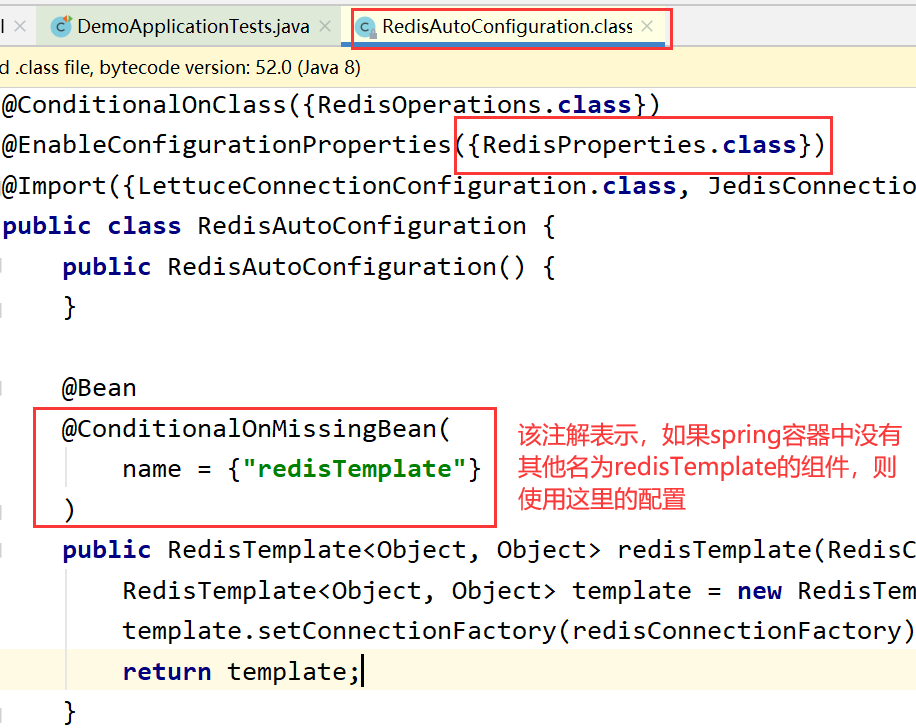 l DemoApplicationTests.java RedisAutoConfiguration.class
d .class file, bytecode version: 52.0 (Java 8)
@ConditionalOnClass({RedisOperations.class})
@EnableConfigurationProperties({RedisProperties.class})
@Import({LettuceConnectionConfiguration.class, JedisConnectio
public class RedisAutoConfiguration {
public RedisAutoConfiguration() {
}
@Bean
@ConditionalOnMissingBean(
name = {"redisTemplate"}
)
该注解表示，如果spring容器中没有
其他名为redisTemplate的组件，则
使用这里的配置
public RedisTemplate<Object, Object> redisTemplate(RedisC
RedisTemplate<Object, Object> template = new RedisTem
template.setConnectionFactory(redisConnectionFactory)
return template;
}